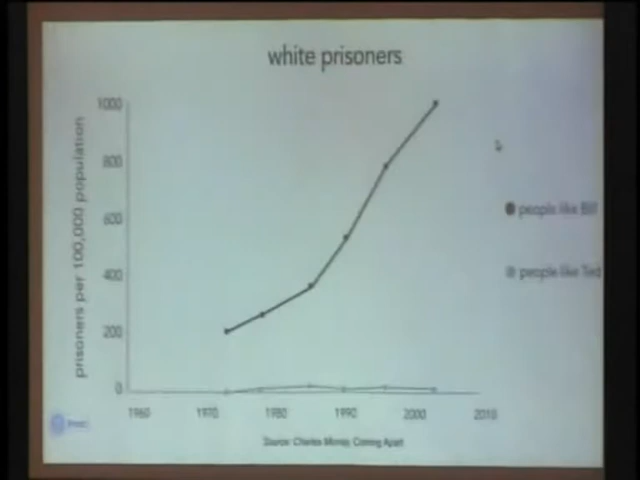 white prisoners
prisoners per 100,000 population
1000
800
600
400
200
0
1960 1970 1980 1990 2000 2010
people like Bill
people like Ted
Source: Charles Murray, Coming Apart